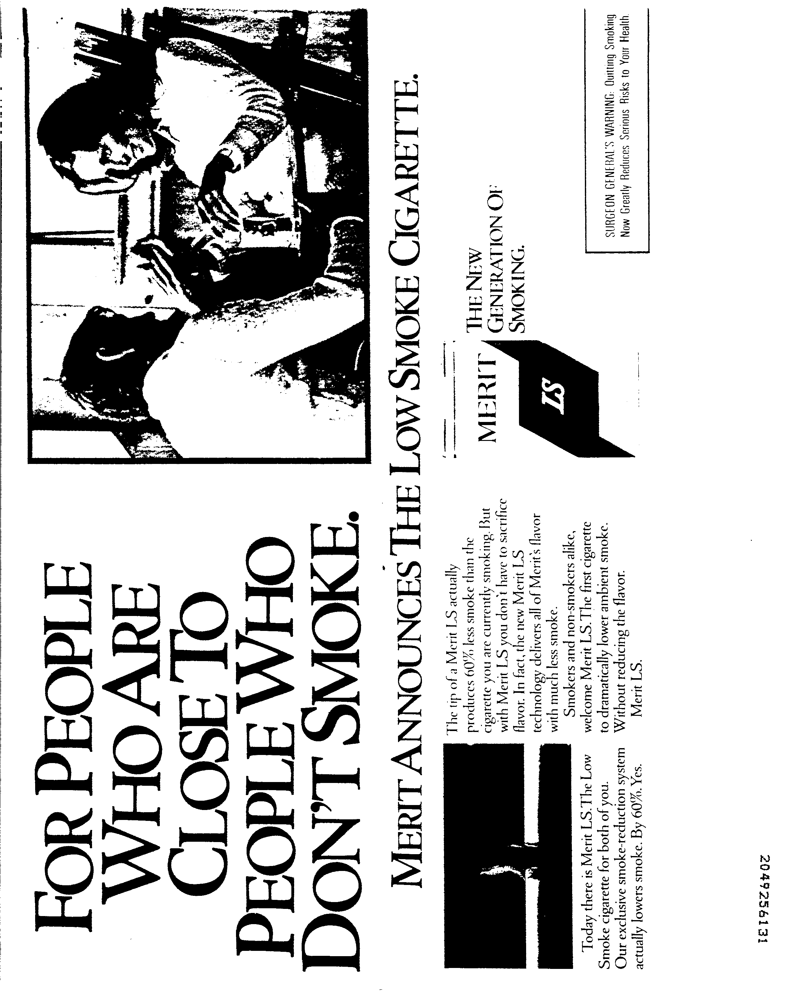 FOR PEOPLE
WHO ARE
CLOSE TO
PEOPLE WHO
DON'T SMOKE.
MERIT ANNOUNCES THE LOW SMOKE CIGARETTE.
Today there is Merit LS. The Low
Smoke cigarette for both of you.
Our exclusive smoke-reduction system
actually lowers smoke. By 60%. Yes.
The tip of a Merit LS actually
produces 60% less smoke than the
cigarette you are currently smoking. But
with Merit LS you don't have to sacrifice
flavor. In fact, the new Merit LS
technology delivers all of Merit's flavor
with much less smoke.
Smokers and non-smokers alike,
welcome Merit LS. The first cigarette
to dramatically lower ambient smoke.
Without reducing the flavor.
Merit LS.
MERIT
LS
THE NEW
GENERATION OF
SMOKING.
SURGEON GENERAL'S WARNING: Quitting Smoking
Now Greatly Reduces Serious Risks to Your Health
2049256131